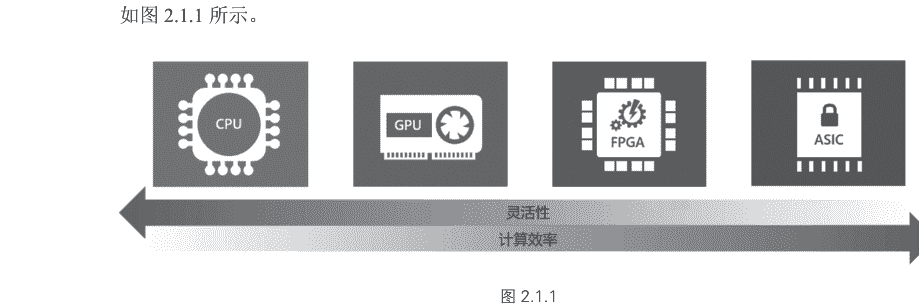 如图 2.1.1 所示。
CPU
GPU
FPGA
ASIC
灵活性
计算效率
图 2.1.1